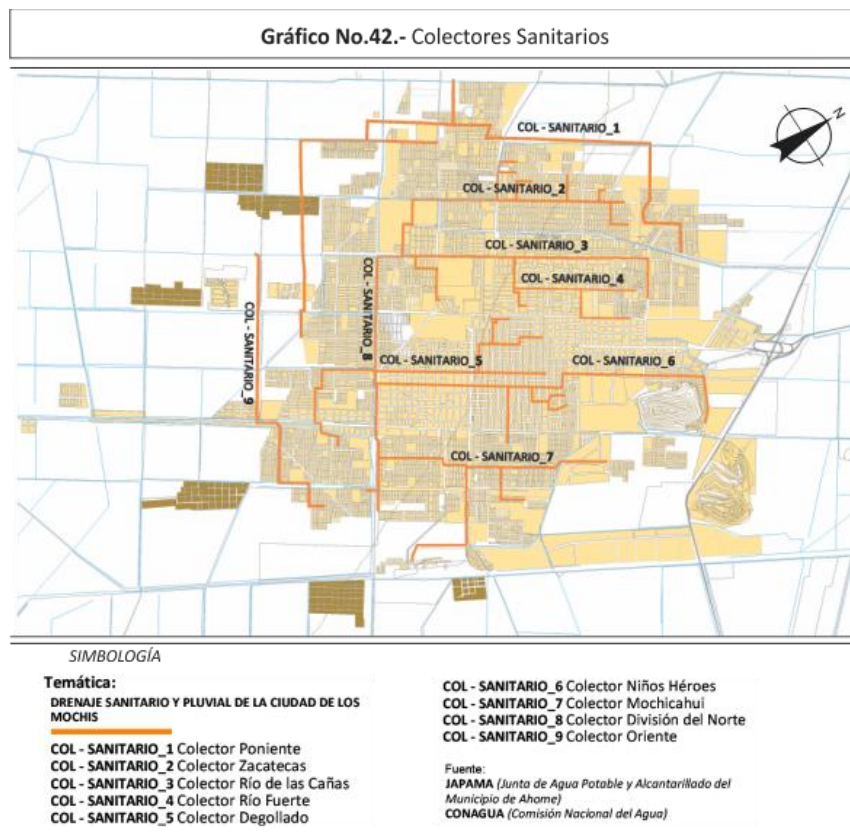 Gráfico No.42.- Colectores Sanitarios
N
COL - SANITARIO_1
COL - SANITARIO_2
COL - SANITARIO_3
COL - SANITARIO_4
COL - SANITARIO_8
COL - SANITARIO_9
COL - SANITARIO_5
COL - SANITARIO_6
COL - SANITARIO_7
SIMBOLOGÍA
Temática:
DRENAJE SANITARIO Y PLUVIAL DE LA CIUDAD DE LOS
MOCHIS
COL - SANITARIO_1 Colector Poniente
COL - SANITARIO_2 Colector Zacatecas
COL - SANITARIO_3 Colector Río de las Cañas
COL - SANITARIO_4 Colector Río Fuerte
COL - SANITARIO_5 Colector Degollado
COL - SANITARIO_6 Colector Niños Héroes
COL - SANITARIO_7 Colector Mochicahui
COL - SANITARIO_8 Colector División del Norte
COL - SANITARIO_9 Colector Oriente
Fuente:
JAPAMA (Junta de Agua Potable y Alcantarillado del
Municipio de Ahome)
CONAGUA (Comisión Nacional del Agua)